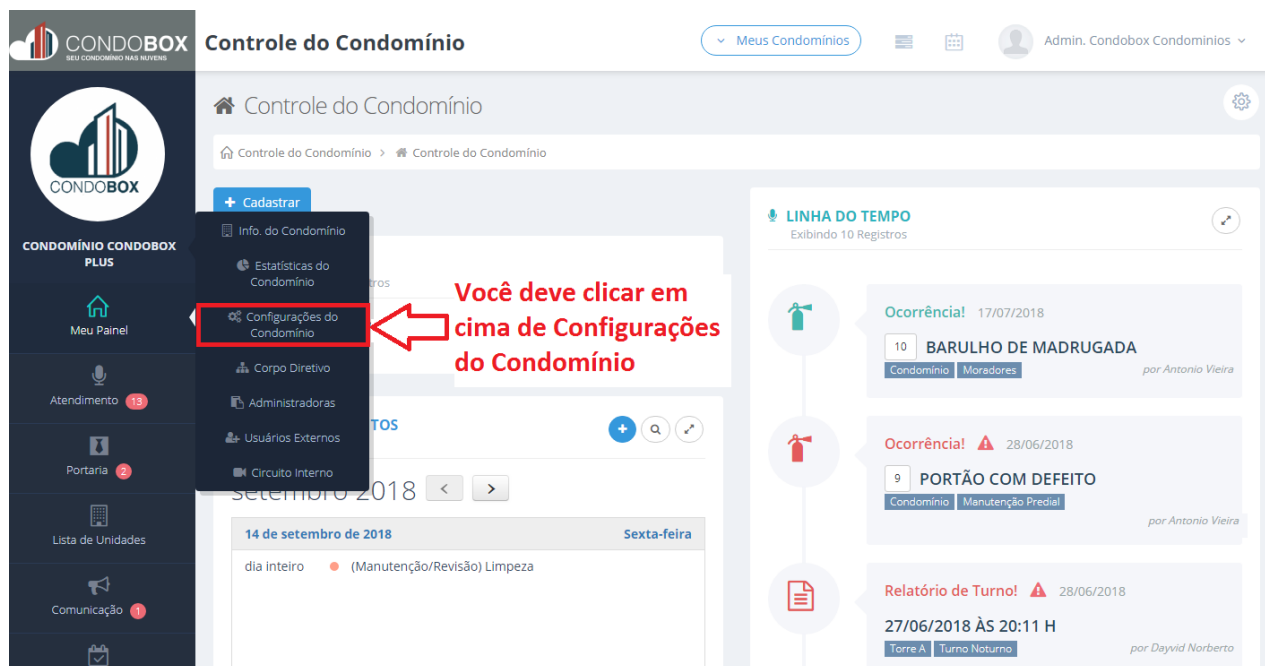 CONDOBOX
SEU CONDOMÍNIO NAS NUVENS
Controle do Condomínio
Meus Condomínios
Admin. Condobox Condominios
CONDOBOX
CONDOMÍNIO CONDOBOX
PLUS
Meu Painel
Atendimento 13
Portaria 2
Lista de Unidades
Comunicação 1
Controle do Condomínio
Controle do Condomínio > Controle do Condomínio
+ Cadastrar
Info. do Condomínio
Estatísticas do
Condomínio
Configurações do
Condomínio
Corpo Diretivo
Administradoras
Usuários Externos
Circuito Interno
tros
Você deve clicar em
cima de Configurações
do Condomínio
TOS
setembro 2018
14 de setembro de 2018 Sexta-feira
dia inteiro (Manutenção/Revisão) Limpeza
LINHA DO TEMPO
Exibindo 10 Registros
Ocorrência! 17/07/2018
10 BARULHO DE MADRUGADA
Condomínio Moradores
por Antonio Vieira
Ocorrência! 28/06/2018
9 PORTÃO COM DEFEITO
Condomínio Manutenção Predial
por Antonio Vieira
Relatório de Turno! 28/06/2018
27/06/2018 ÀS 20:11 H
Torre A Turno Noturno
por Dayvid Norberto